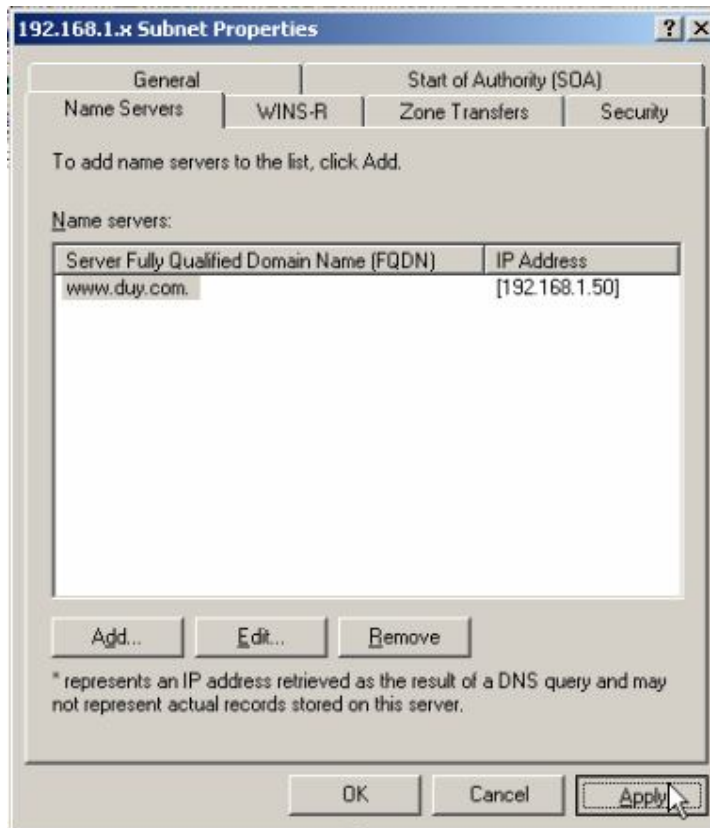 192.168.1.x Subnet Properties
General
Start of Authority (SOA)
Name Servers
WINS-R
Zone Transfers
Security
To add name servers to the list, click Add.
Name servers:
Server Fully Qualified Domain Name (FQDN)
IP Address
www.duy.com.
[192.168.1.50]
Add...
Edit...
Remove
* represents an IP address retrieved as the result of a DNS query and may
not represent actual records stored on this server.
OK
Cancel
Apply